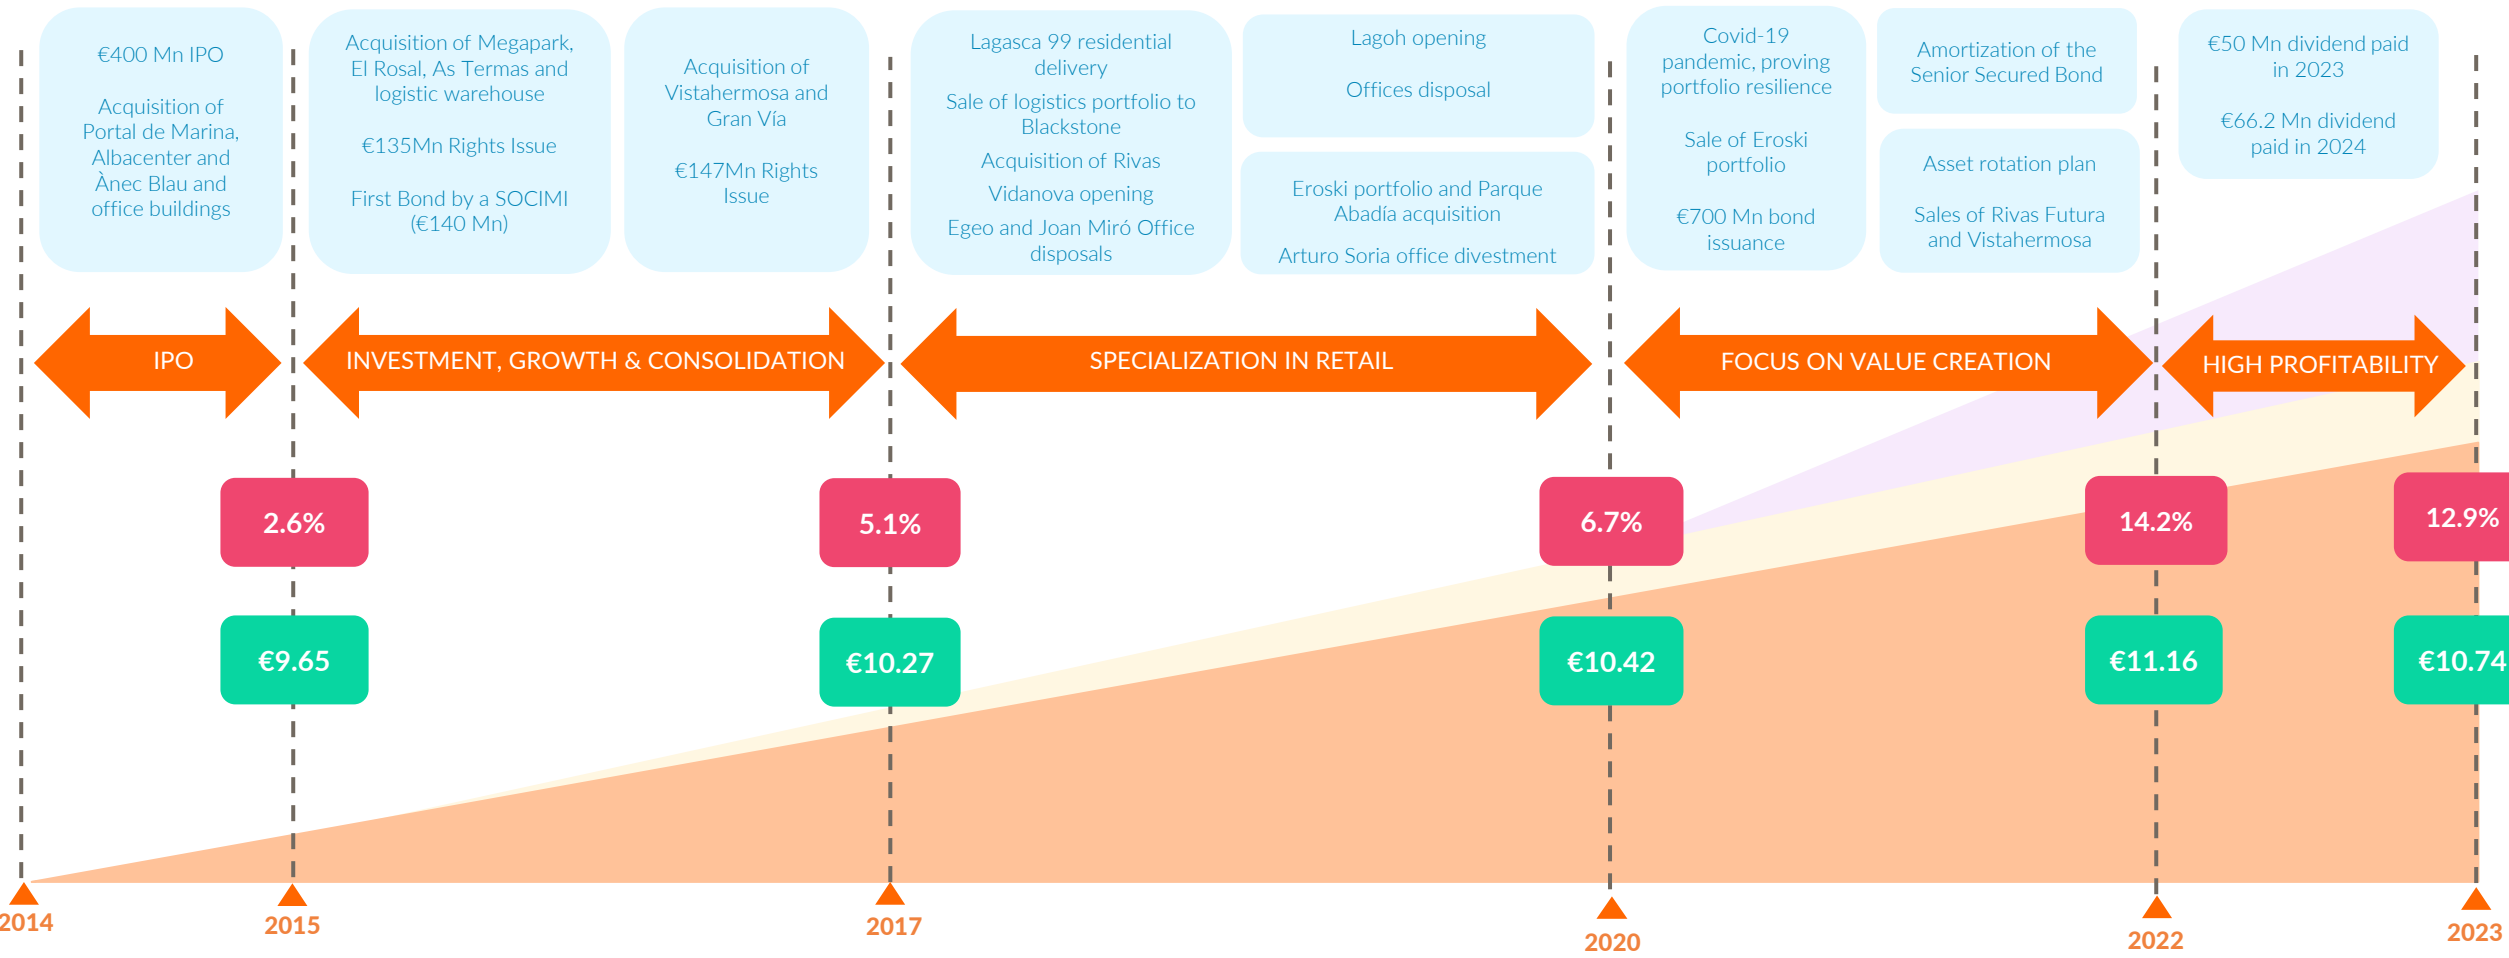 €400 Mn IPO
Acquisition of
Portal de Marina,
Albacenter and
Ànec Blau and
office buildings
Acquisition of Megapark,
El Rosal, As Termas and
logistic warehouse
€135Mn Rights Issue
First Bond by a SOCIMI
(€140 Mn)
Acquisition of
Vistahermosa and
Gran Vía
€147Mn Rights
Issue
Lagasca 99 residential
delivery
Sale of logistics portfolio to
Blackstone
Acquisition of Rivas
Vidanova opening
Egeo and Joan Miró Office
disposals
Lagoh opening
Offices disposal
Eroski portfolio and Parque
Abadía acquisition
Arturo Soria office divestment
Covid-19
pandemic, proving
portfolio resilience
Sale of Eroski
portfolio
€700 Mn bond
issuance
Amortization of the
Senior Secured Bond
Asset rotation plan
Sales of Rivas Futura
and Vistahermosa
€50 Mn dividend paid
in 2023
€66.2 Mn dividend
paid in 2024
IPO
INVESTMENT, GROWTH & CONSOLIDATION
SPECIALIZATION IN RETAIL
FOCUS ON VALUE CREATION
HIGH PROFITABILITY
2.6%
5.1%
6.7%
14.2%
12.9%
€9.65
€10.27
€10.42
€11.16
€10.74
2014
2015
2017
2020
2022
2023